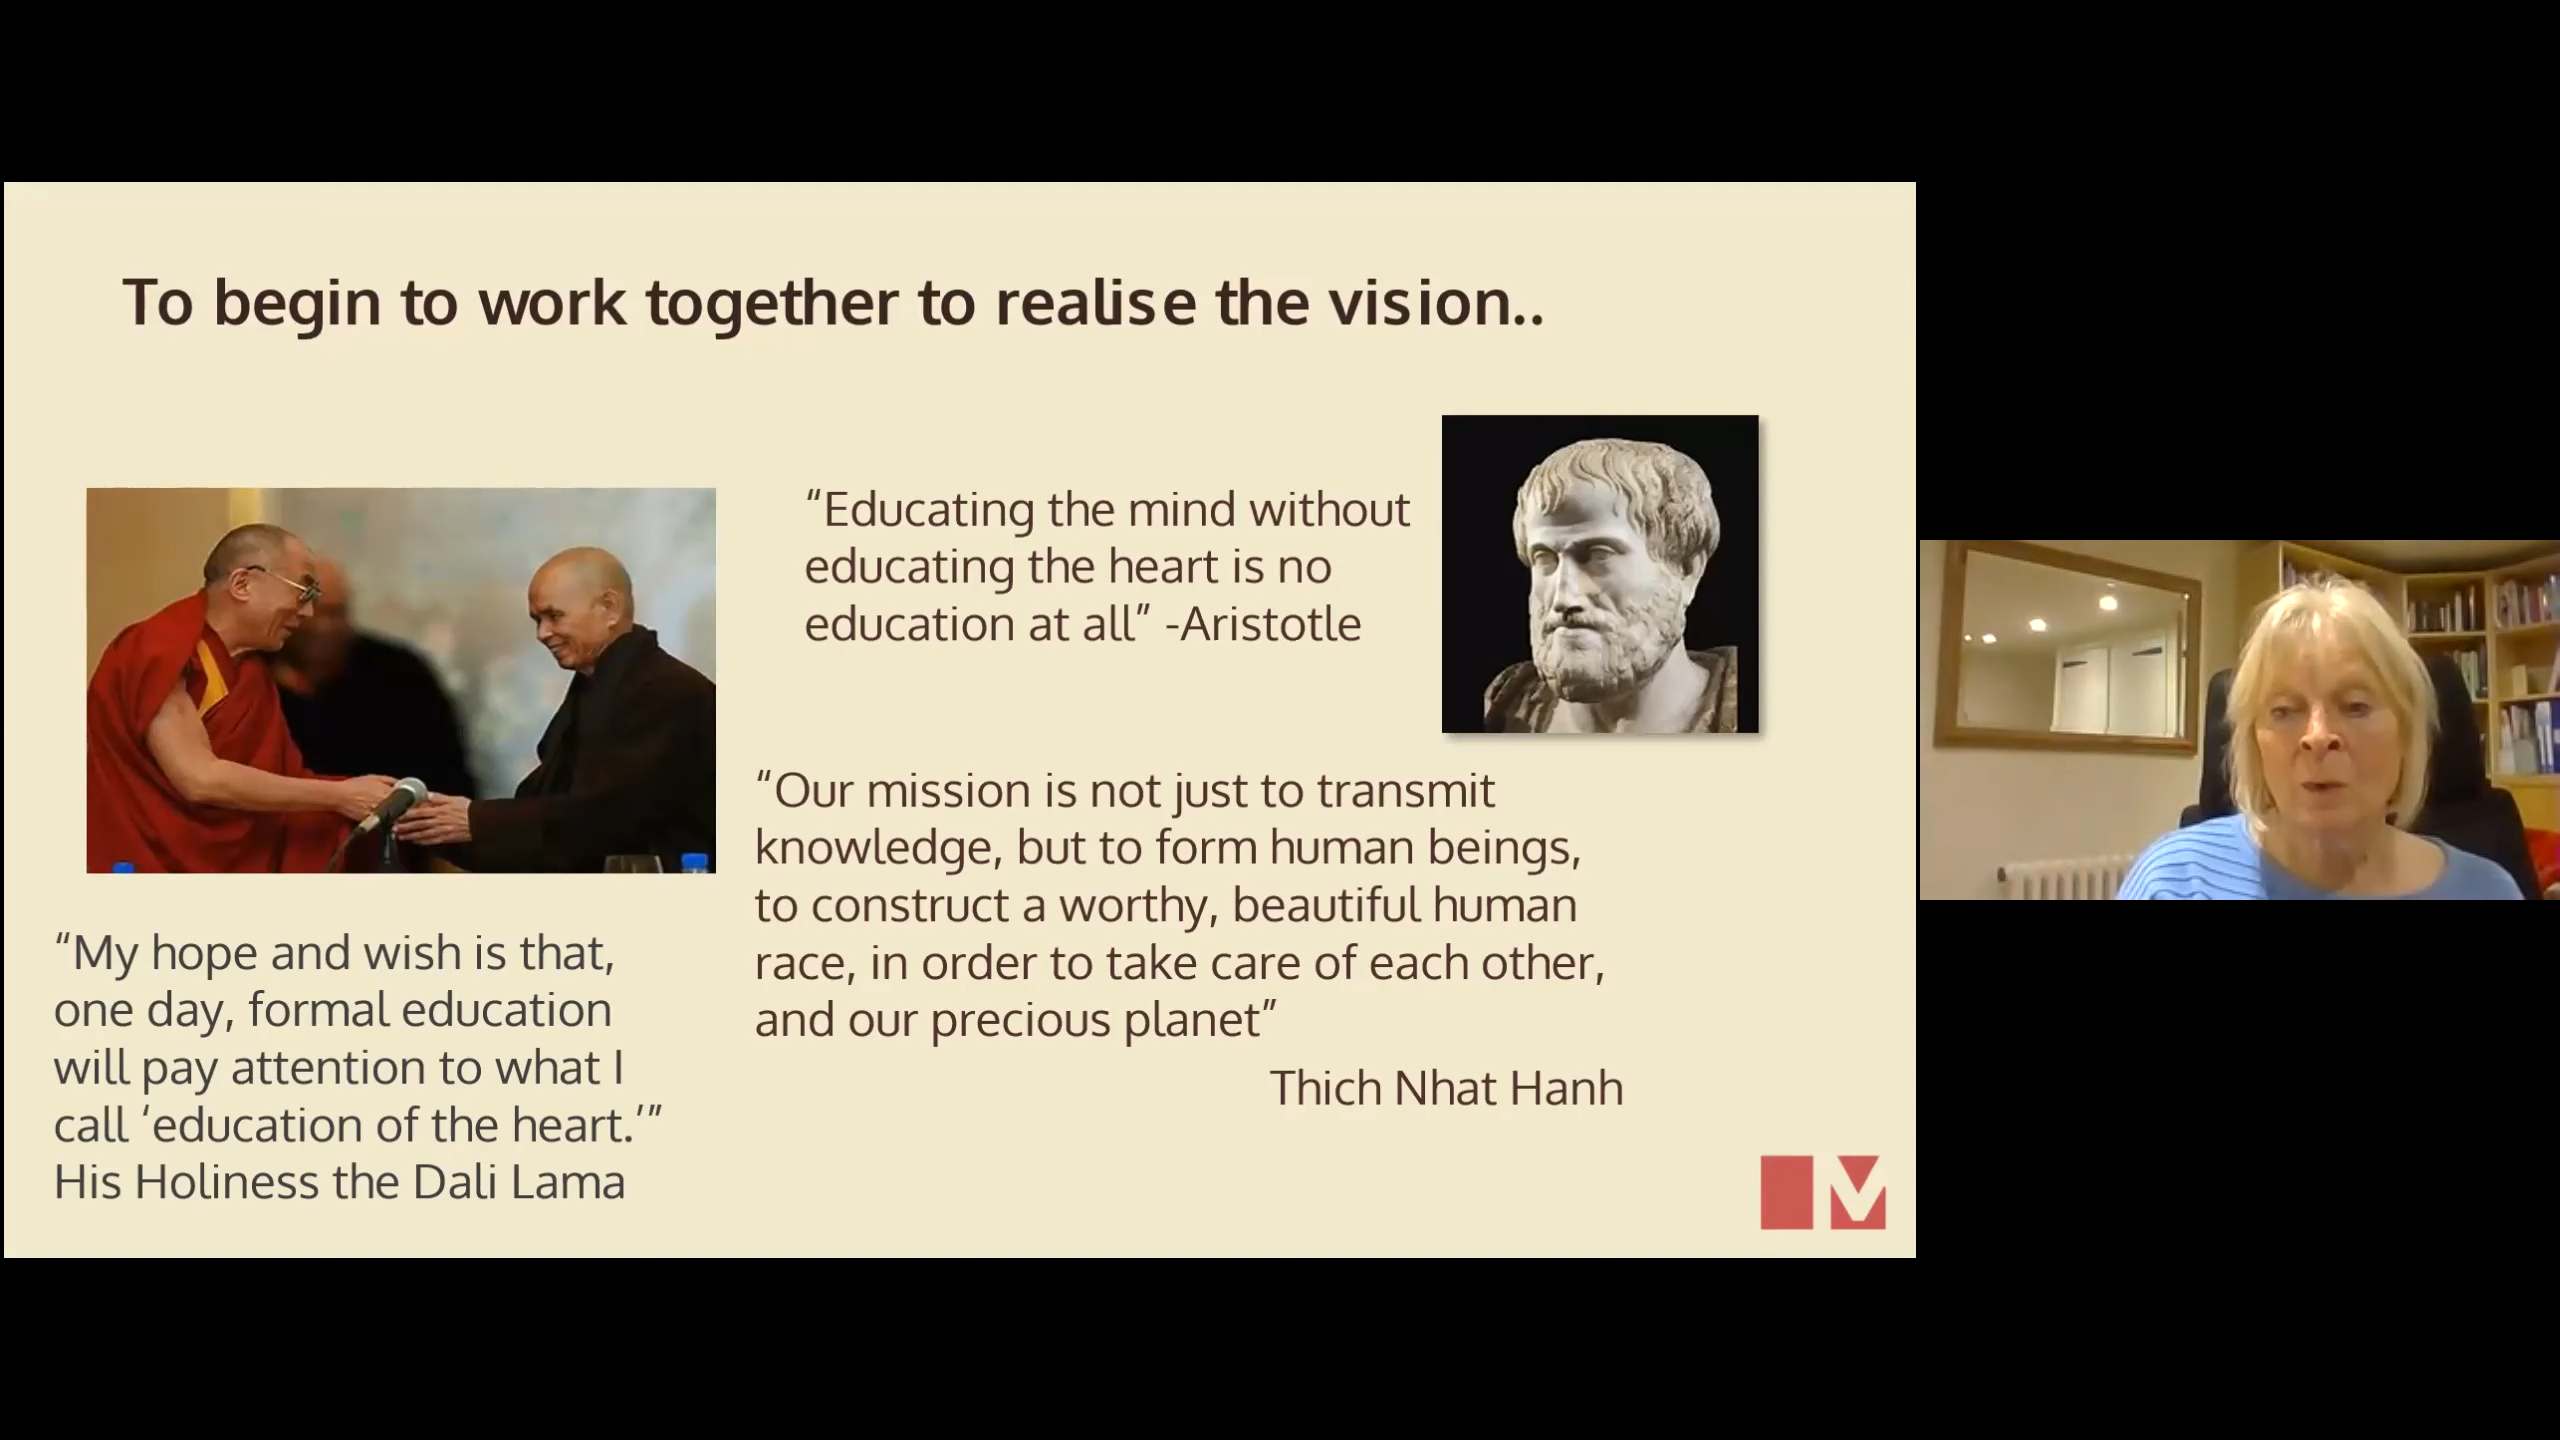 To begin to work together to realise the vision..
“Educating the mind without
educating the heart is no
education at all” -Aristotle
“Our mission is not just to transmit
knowledge, but to form human beings,
to construct a worthy, beautiful human
race, in order to take care of each other,
and our precious planet”
Thich Nhat Hanh
“My hope and wish is that,
one day, formal education
will pay attention to what I
call ‘education of the heart.’”
His Holiness the Dali Lama